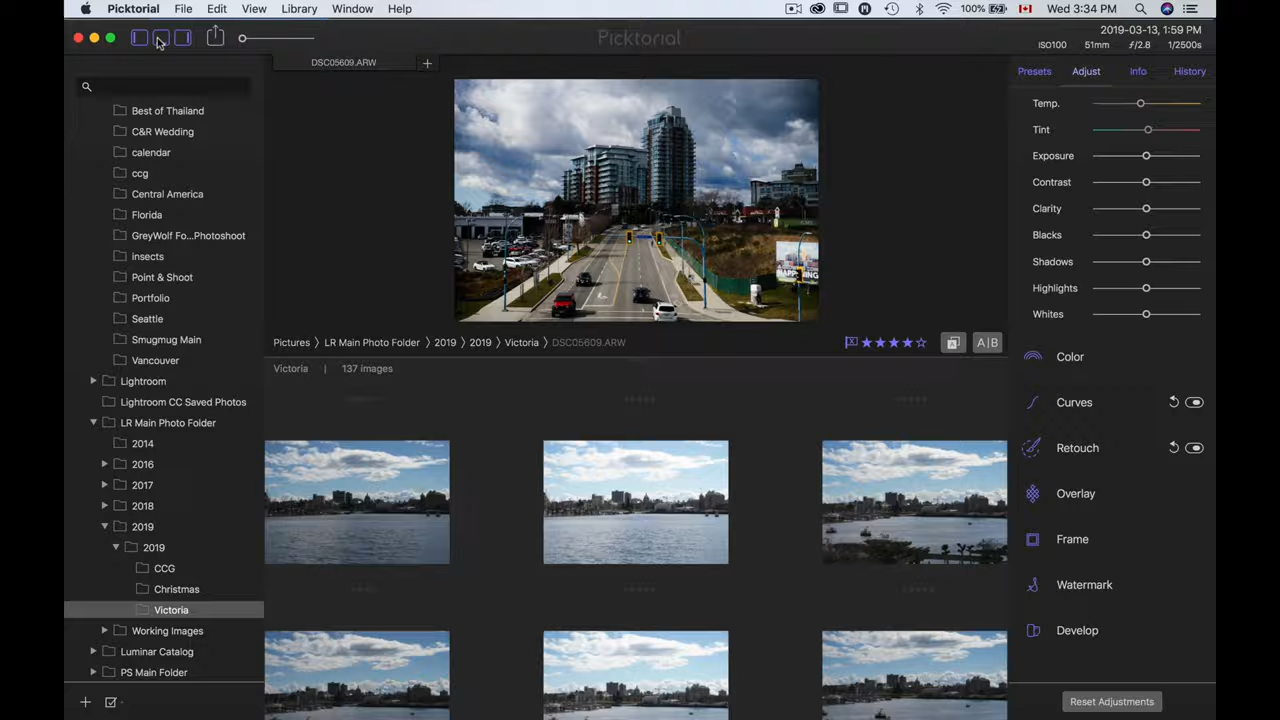 Picktorial File Edit View Library Window Help
100% Wed 3:34 PM
Picktorial
2019-03-13, 1:59 PM
ISO100 51mm ƒ/2.8 1/2500s
DSC05609.ARW +
Presets Adjust Info History
Best of Thailand
C&R Wedding
calendar
ccg
Central America
Florida
GreyWolf Fo...Photoshoot
insects
Point & Shoot
Portfolio
Seattle
Smugmug Main
Vancouver
Lightroom
Lightroom CC Saved Photos
LR Main Photo Folder
2014
2016
2017
2018
2019
2019
CCG
Christmas
Victoria
Working Images
Luminar Catalog
PS Main Folder
Pictures 〉 LR Main Photo Folder 〉 2019 〉 2019 〉 Victoria 〉 DSC05609.ARW
A|B
Victoria | 137 images
HAPPENING
Temp.
Tint
Exposure
Contrast
Clarity
Blacks
Shadows
Highlights
Whites
Color
Curves
Retouch
Overlay
Frame
Watermark
Develop
Reset Adjustments